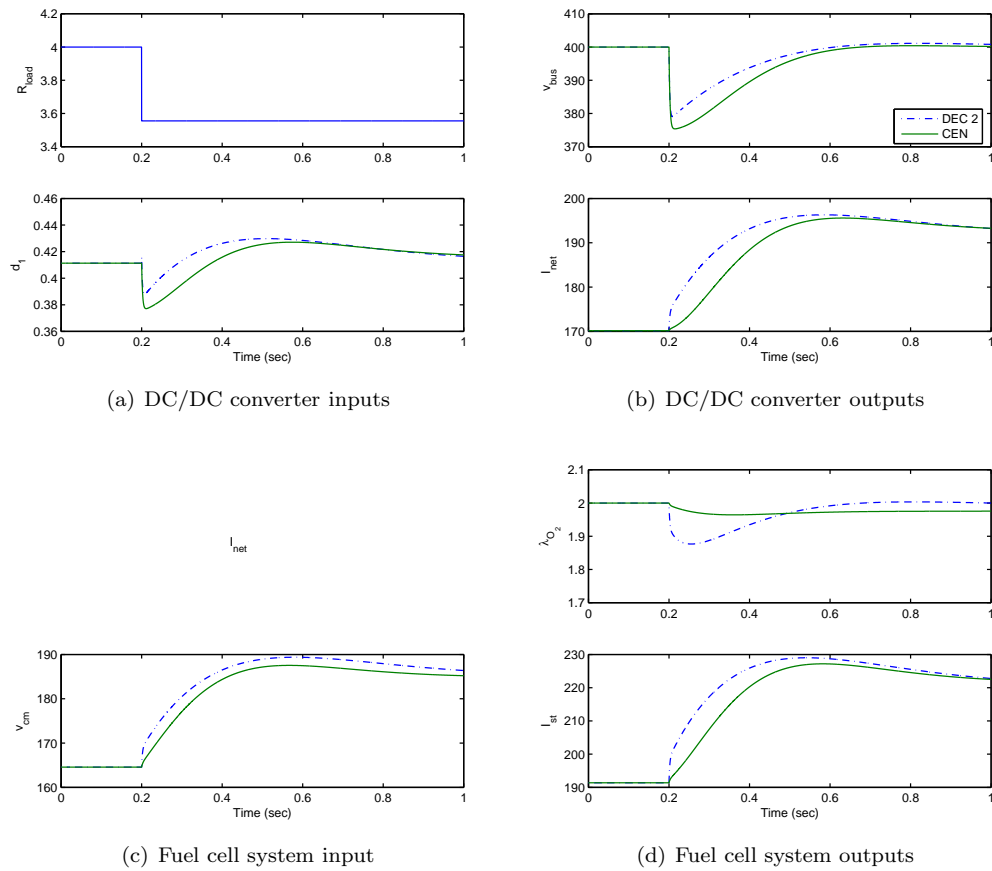 4.2
4
3.8
3.6
3.4
R_load
0 0.2 0.4 0.6 0.8 1
0.46
0.44
0.42
0.4
0.38
0.36
d_1
0 0.2 0.4 0.6 0.8 1
Time (sec)
(a) DC/DC converter inputs
410
400
390
380
370
v_bus
DEC 2
CEN
0 0.2 0.4 0.6 0.8 1
200
190
180
170
I_net
0 0.2 0.4 0.6 0.8 1
Time (sec)
(b) DC/DC converter outputs
I_net
190
180
170
160
v_cm
0 0.2 0.4 0.6 0.8 1
Time (sec)
(c) Fuel cell system input
2.1
2
1.9
1.8
1.7
λ_O_2
0 0.2 0.4 0.6 0.8 1
230
220
210
200
190
I_st
0 0.2 0.4 0.6 0.8 1
Time (sec)
(d) Fuel cell system outputs